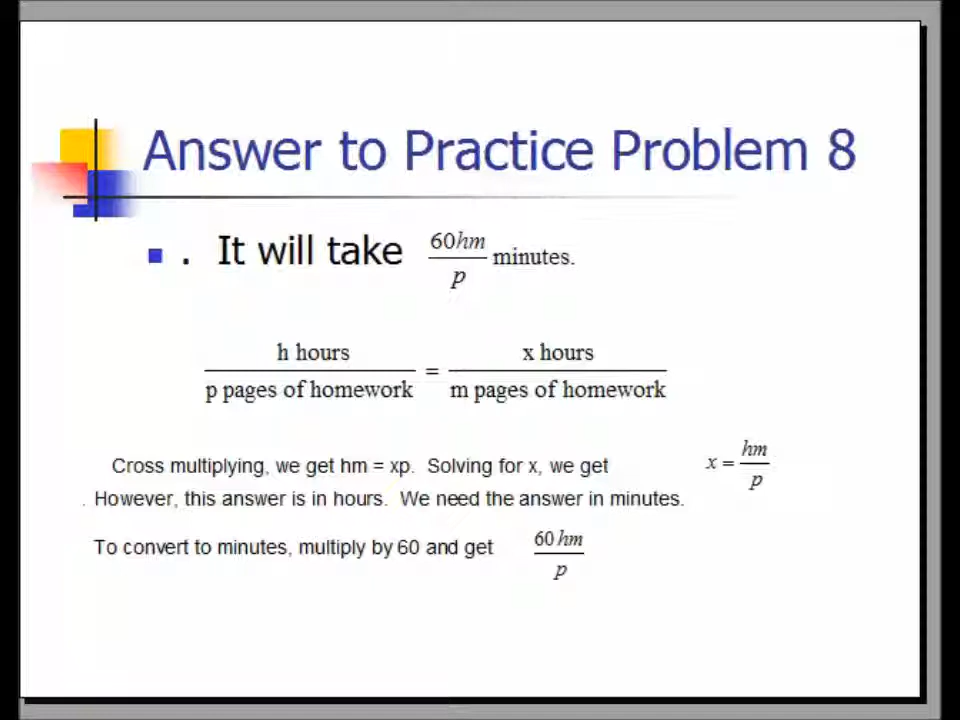 Answer to Practice Problem 8
. It will take 60hm/p minutes.
h hours / p pages of homework = x hours / m pages of homework
Cross multiplying, we get hm = xp. Solving for x, we get x = hm/p
. However, this answer is in hours. We need the answer in minutes.
To convert to minutes, multiply by 60 and get 60hm/p